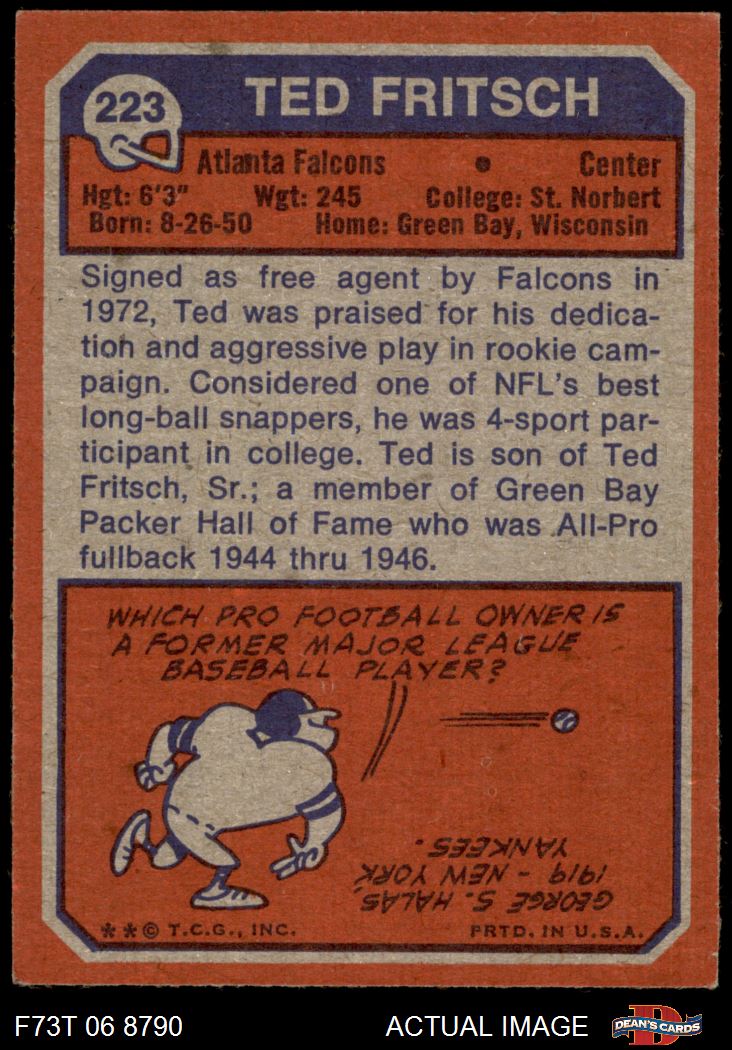 223
TED FRITSCH
Atlanta Falcons • Center
Hgt: 6'3" Wgt: 245 College: St. Norbert
Born: 8-26-50 Home: Green Bay, Wisconsin
Signed as free agent by Falcons in
1972, Ted was praised for his dedica-
tion and aggressive play in rookie cam-
paign. Considered one of NFL's best
long-ball snappers, he was 4-sport par-
ticipant in college. Ted is son of Ted
Fritsch, Sr.; a member of Green Bay
Packer Hall of Fame who was All-Pro
fullback 1944 thru 1946.
WHICH PRO FOOTBALL OWNER IS
A FORMER MAJOR LEAGUE
BASEBALL PLAYER?
GEORGE S. HALAS,
1919 - NEW YORK
YANKEES.
**© T.C.G., INC. PRTD. IN U.S.A.
F73T 06 8790 ACTUAL IMAGE DEAN'S CARDS